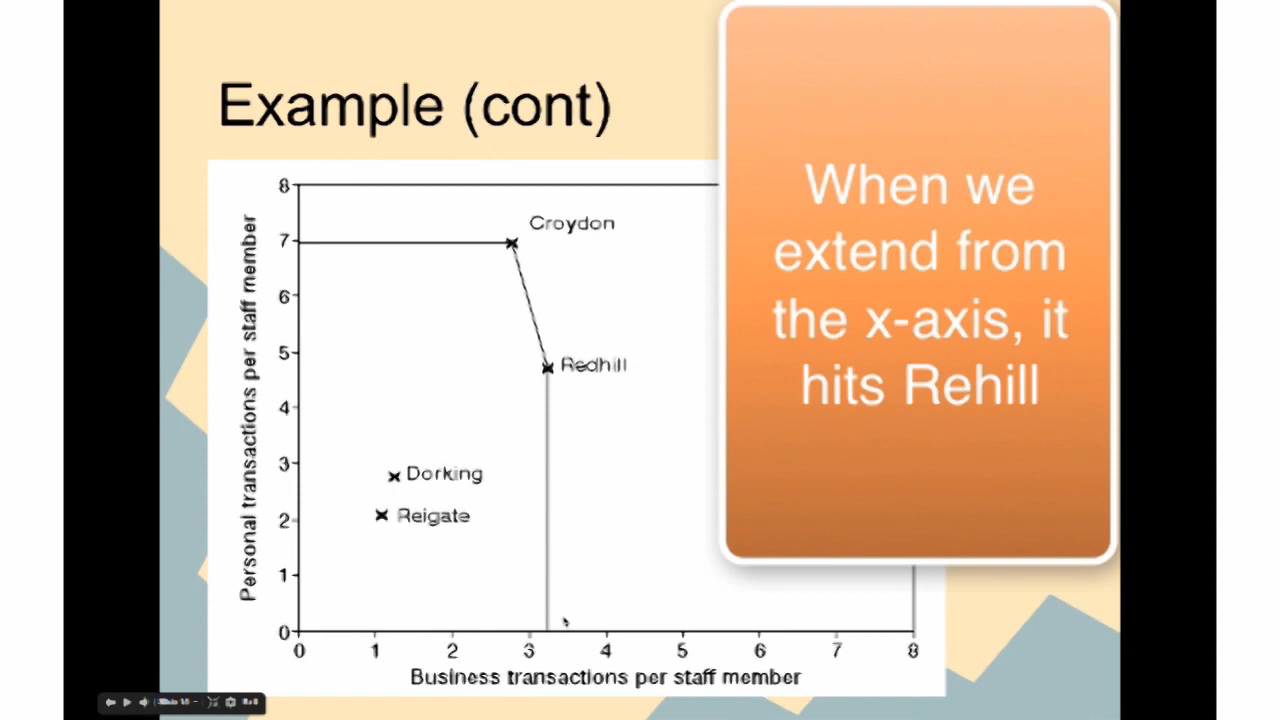 Example (cont)
When we
extend from
the x-axis, it
hits Rehill
Personal transactions per staff member
8
7
6
5
4
3
2
1
0
Croydon
Redhill
Dorking
Reigate
0 1 2 3 4 5 6 7 8
Business transactions per staff member